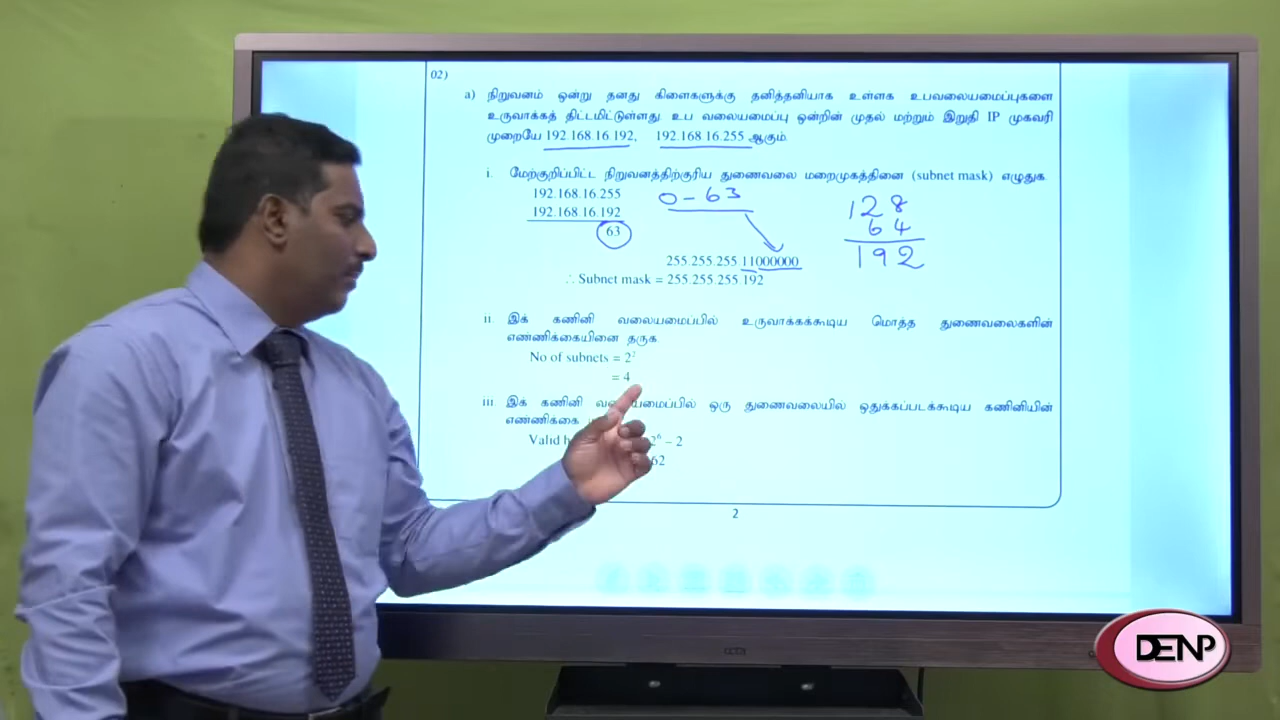 02)
a) நிறுவனம் ஒன்று தனது கிளைகளுக்கு தனித்தனியாக உள்ளக உபவலையமைப்புகளை
உருவாக்கத் திட்டமிட்டுள்ளது. உப வலையமைப்பு ஒன்றின் முதல் மற்றும் இறுதி IP முகவரி
முறையே 192.168.16.192, 192.168.16.255 ஆகும்.
i. மேற்குறிப்பிட்ட நிறுவனத்திற்குரிய துணைவலை மறைமுகத்தினை (subnet mask) எழுதுக.
192.168.16.255 0 - 63 128
192.168.16.192 64
63 192
255.255.255.11000000
∴ Subnet mask = 255.255.255.192
ii. இக் கணினி வலையமைப்பில் உருவாக்கக்கூடிய மொத்த துணைவலைகளின்
எண்ணிக்கையினை தருக.
No of subnets = 2²
= 4
iii. இக் கணினி வலையமைப்பில் ஒரு துணைவலையில் ஒதுக்கப்படக்கூடிய கணினியின்
எண்ணிக்கை
Valid 2⁶ – 2
62
2
DENP